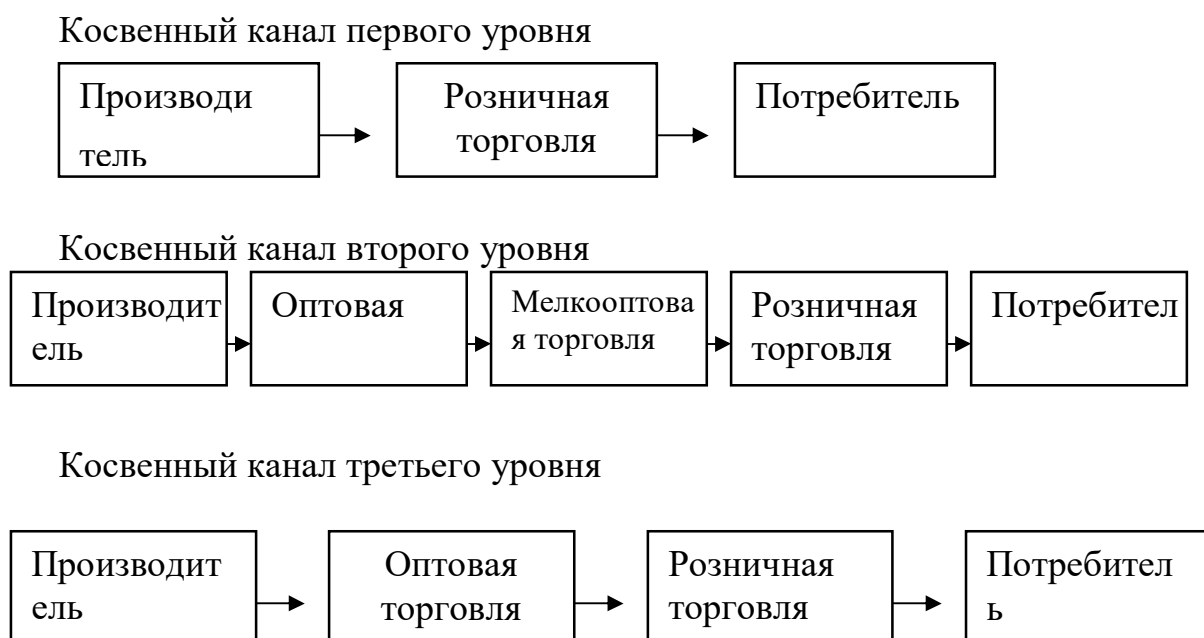 Косвенный канал первого уровня
Производи
тель
Розничная
торговля
Потребитель
Косвенный канал второго уровня
Производит
ель
Оптовая
Мелкооптова
я торговля
Розничная
торговля
Потребител
Косвенный канал третьего уровня
Производит
ель
Оптовая
торговля
Розничная
торговля
Потребител
ь